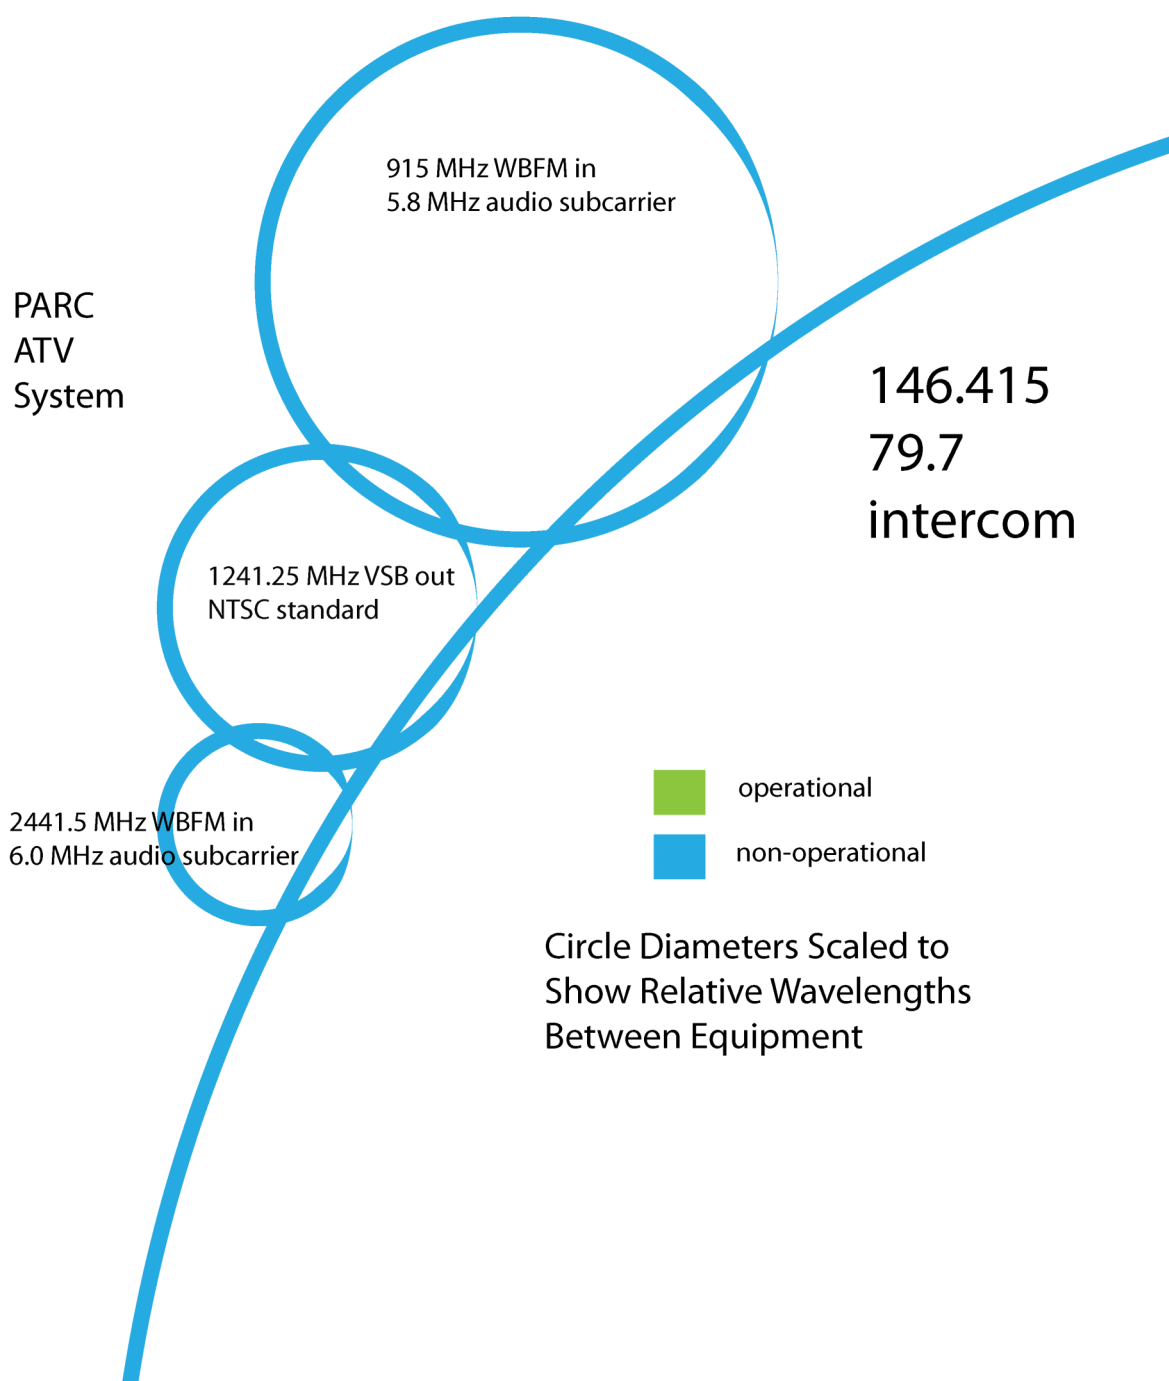 915 MHz WBFM in
5.8 MHz audio subcarrier
PARC
ATV
System
146.415
79.7
intercom
1241.25 MHz VSB out
NTSC standard
2441.5 MHz WBFM in
6.0 MHz audio subcarrier
operational
non-operational
Circle Diameters Scaled to
Show Relative Wavelengths
Between Equipment